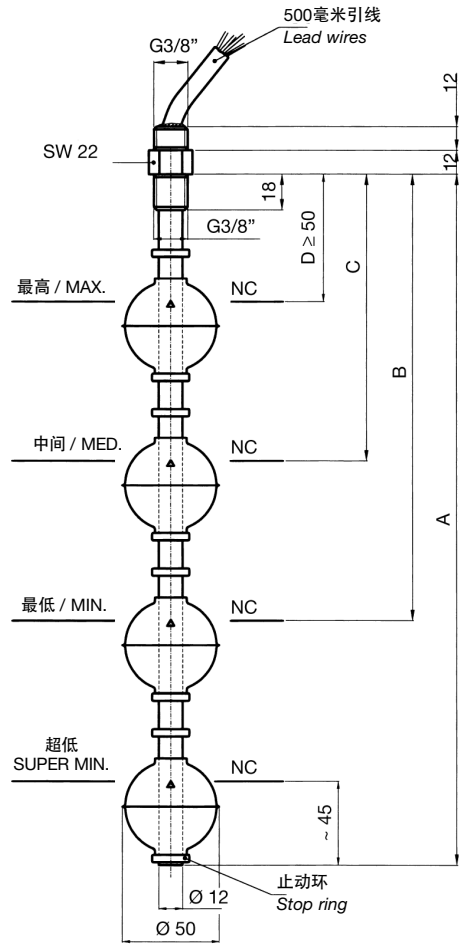 500毫米引线
Lead wires
G3/8”
12
SW 22
12
18
G3/8”
D ≥ 50
C
B
A
最高 / MAX.
NC
中间 / MED.
NC
最低 / MIN.
NC
超低
SUPER MIN.
NC
~ 45
止动环
Stop ring
Ø 12
Ø 50